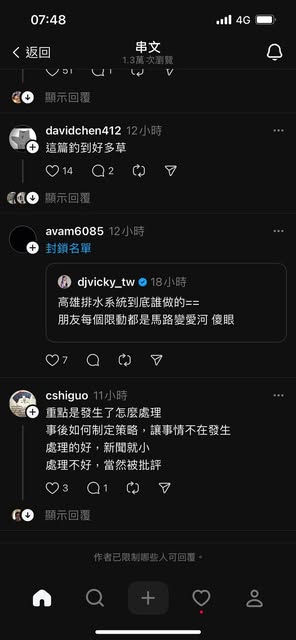 07:48
4G
返回
串文
1.3萬 次瀏覽
51
1
顯示回覆
davidchen412 12小時
這篇釣到好多草
14
2
顯示回覆
avam6085 12小時
封鎖名單
djvicky_tw 18小時
高雄排水系統到底誰做的==
朋友每個限動都是馬路變愛河 傻眼
7
cshiguo 11小時
重點是發生了怎麼處理
事後如何制定策略，讓事情不在發生
處理的好，新聞就小
處理不好，當然被批評
3
1
顯示回覆
作者已限制哪些人可回覆。